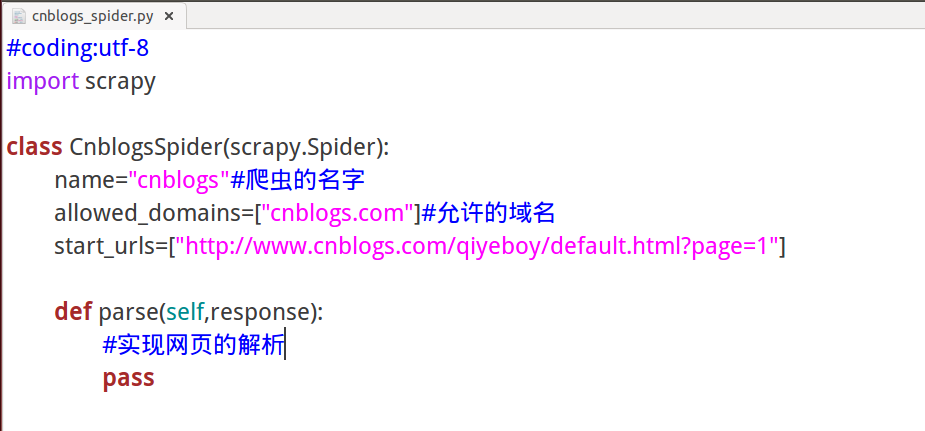 cnblogs_spider.py ×
#coding:utf-8
import scrapy
class CnblogsSpider(scrapy.Spider):
name="cnblogs"#爬虫的名字
allowed_domains=["cnblogs.com"]#允许的域名
start_urls=["http://www.cnblogs.com/qiyeboy/default.html?page=1"]
def parse(self,response):
#实现网页的解析
pass